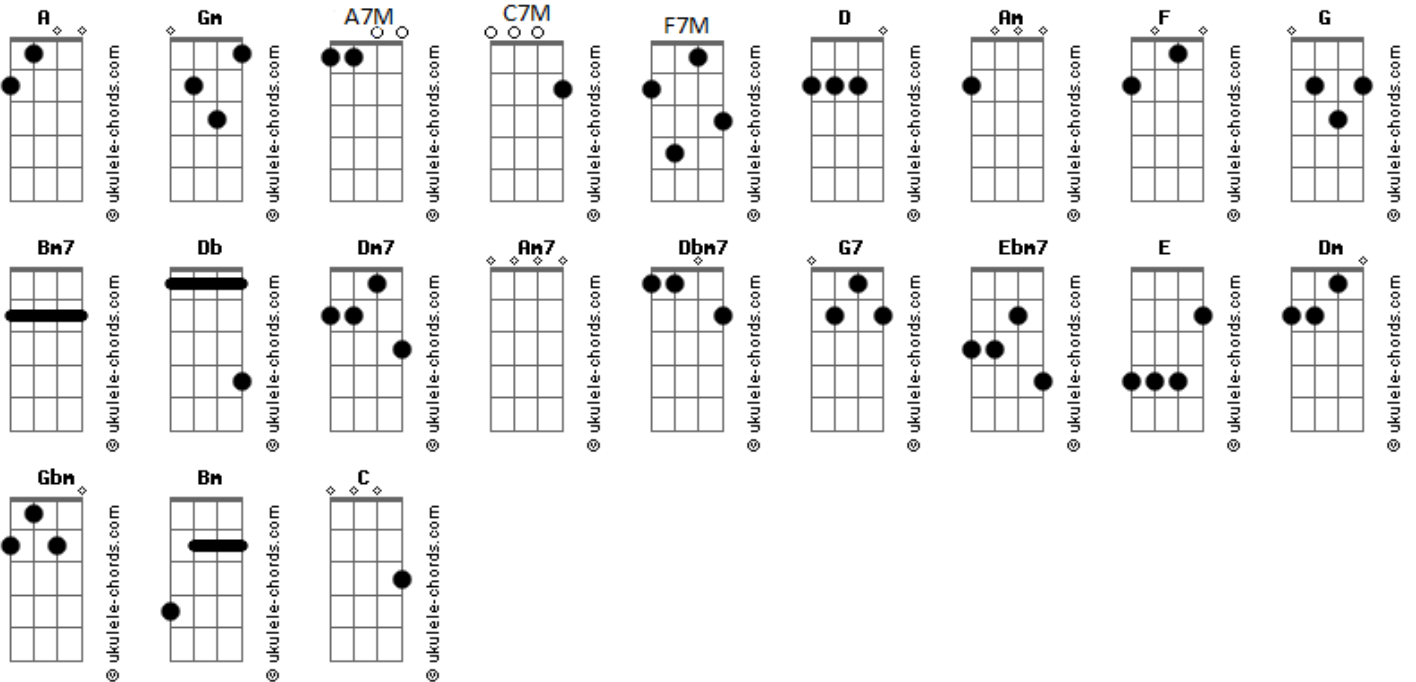 A Gm A7M C7M F7M D Am F G
© ukulele-chords.com © ukulele-chords.com © ukulele-chords.com © ukulele-chords.com © ukulele-chords.com © ukulele-chords.com © ukulele-chords.com © ukulele-chords.com © ukulele-chords.com
Bm7 Db Dm7 Am7 Dbm7 G7 Ebm7 E Dm
© ukulele-chords.com © ukulele-chords.com © ukulele-chords.com © ukulele-chords.com © ukulele-chords.com © ukulele-chords.com © ukulele-chords.com © ukulele-chords.com © ukulele-chords.com
Gbm Bm C
© ukulele-chords.com © ukulele-chords.com © ukulele-chords.com